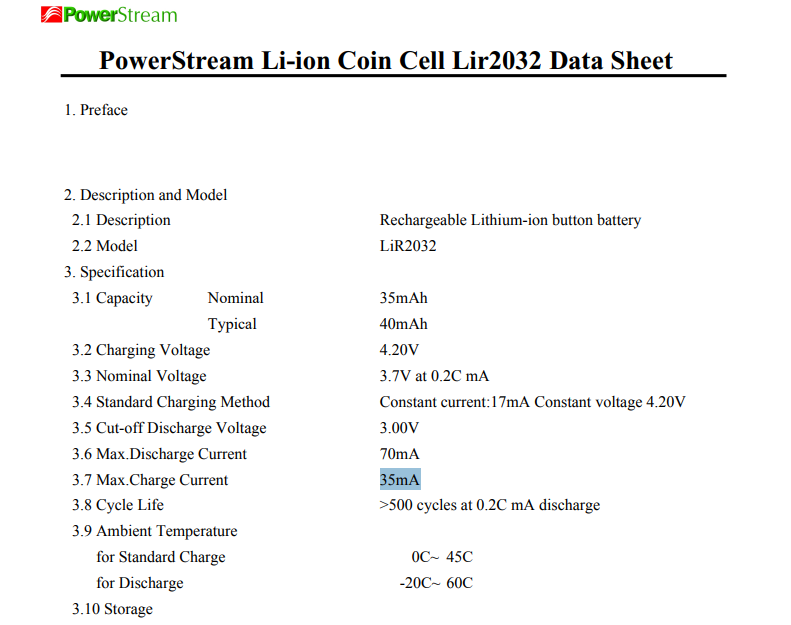 PowerStream
PowerStream Li-ion Coin Cell Lir2032 Data Sheet
1. Preface
2. Description and Model
2.1 Description Rechargeable Lithium-ion button battery
2.2 Model LiR2032
3. Specification
3.1 Capacity Nominal 35mAh
Typical 40mAh
3.2 Charging Voltage 4.20V
3.3 Nominal Voltage 3.7V at 0.2C mA
3.4 Standard Charging Method Constant current:17mA Constant voltage 4.20V
3.5 Cut-off Discharge Voltage 3.00V
3.6 Max.Discharge Current 70mA
3.7 Max.Charge Current 35mA
3.8 Cycle Life >500 cycles at 0.2C mA discharge
3.9 Ambient Temperature
for Standard Charge 0C~ 45C
for Discharge -20C~ 60C
3.10 Storage